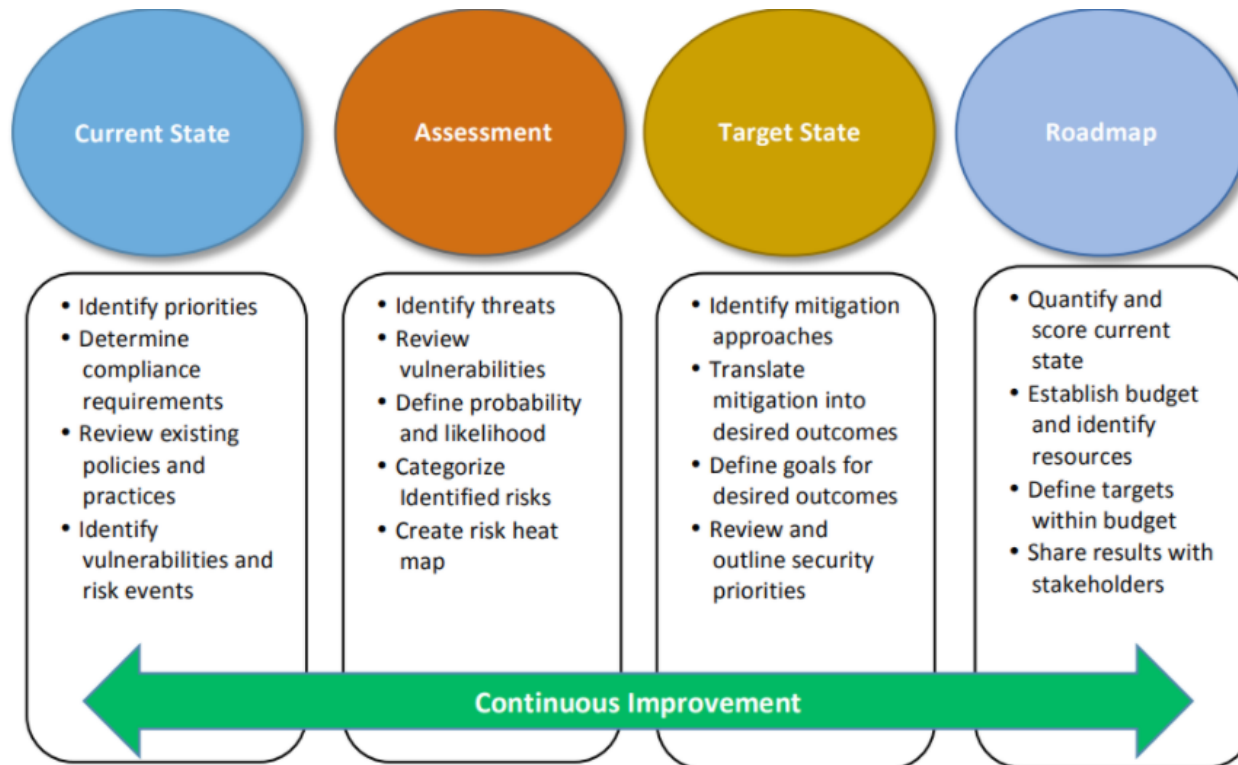 Current State
Assessment
Target State
Roadmap
• Identify priorities
• Determine
compliance
requirements
• Review existing
policies and
practices
• Identify
vulnerabilities and
risk events
• Identify threats
• Review
vulnerabilities
• Define probability
and likelihood
• Categorize
Identified risks
• Create risk heat
map
• Identify mitigation
approaches
• Translate
mitigation into
desired outcomes
• Define goals for
desired outcomes
• Review and
outline security
priorities
• Quantify and
score current
state
• Establish budget
and identify
resources
• Define targets
within budget
• Share results with
stakeholders
Continuous Improvement